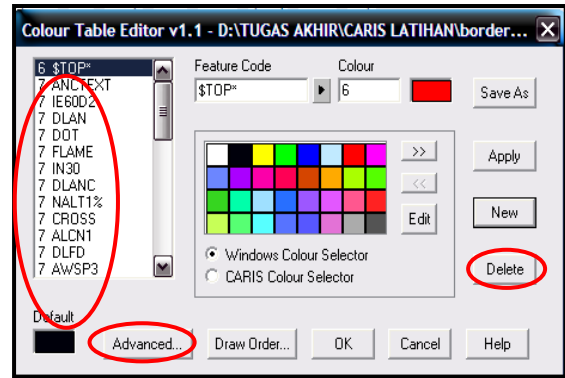 Colour Table Editor v1.1 - D:\TUGAS AKHIR\CARIS LATIHAN\border...
6 $TOP*
7 ANCTEXT
7 IE60D2
7 DLAN
7 DOT
7 FLAME
7 IN30
7 DLANC
7 NALT1%
7 CROSS
7 ALCN1
7 DLFD
7 AWSP3
Default
Feature Code
Colour
$TOP*
6
>>
<<
Edit
Windows Colour Selector
CARIS Colour Selector
Save As
Apply
New
Delete
Advanced...
Draw Order...
OK
Cancel
Help